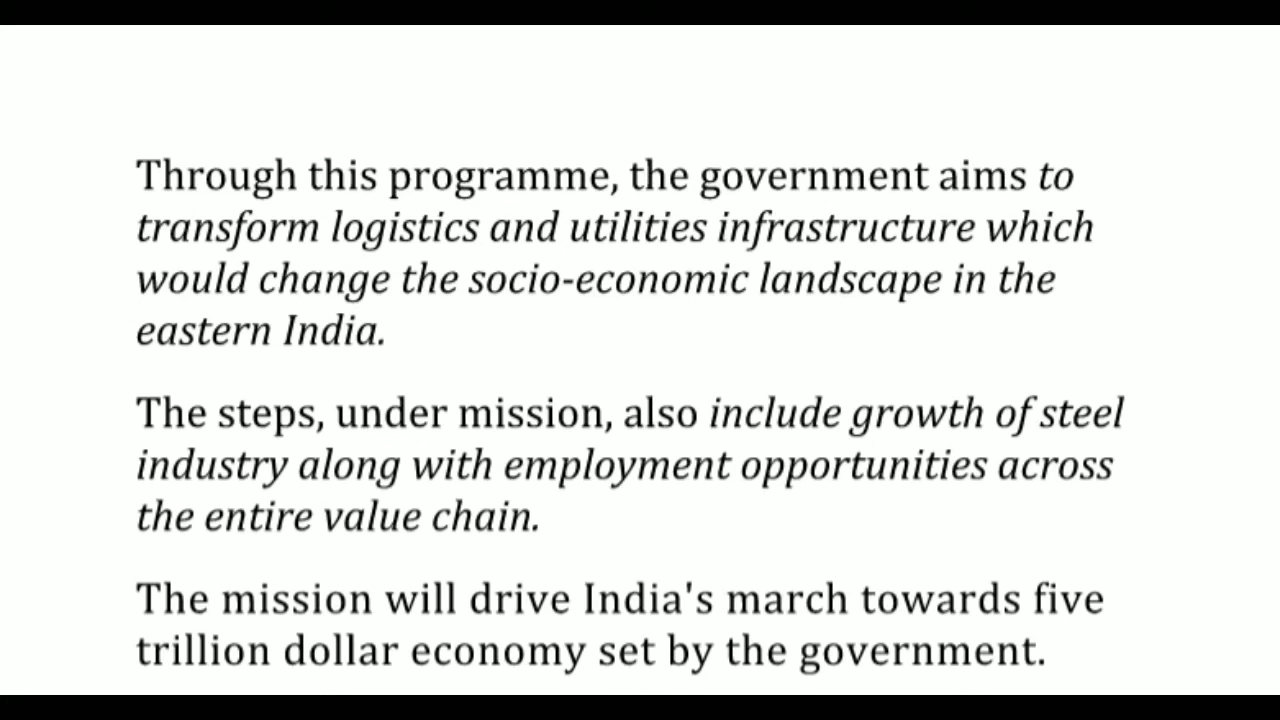 Through this programme, the government aims to
transform logistics and utilities infrastructure which
would change the socio-economic landscape in the
eastern India.
The steps, under mission, also include growth of steel
industry along with employment opportunities across
the entire value chain.
The mission will drive India's march towards five
trillion dollar economy set by the government.